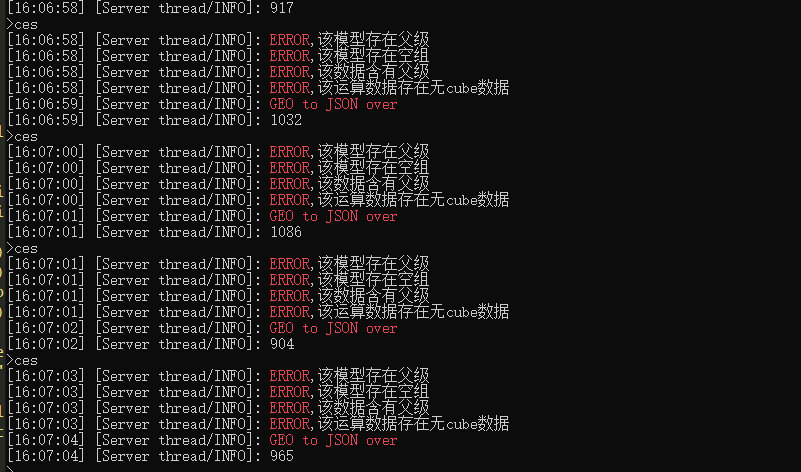 [16:06:58] [Server thread/INFO]: 917
>ces
[16:06:58] [Server thread/INFO]: ERROR,该模型存在父级
[16:06:58] [Server thread/INFO]: ERROR,该模型存在空组
[16:06:58] [Server thread/INFO]: ERROR,该数据含有父级
[16:06:58] [Server thread/INFO]: ERROR,该运算数据存在无cube数据
[16:06:59] [Server thread/INFO]: GEO to JSON over
[16:06:59] [Server thread/INFO]: 1032
>ces
[16:07:00] [Server thread/INFO]: ERROR,该模型存在父级
[16:07:00] [Server thread/INFO]: ERROR,该模型存在空组
[16:07:00] [Server thread/INFO]: ERROR,该数据含有父级
[16:07:00] [Server thread/INFO]: ERROR,该运算数据存在无cube数据
[16:07:01] [Server thread/INFO]: GEO to JSON over
[16:07:01] [Server thread/INFO]: 1086
>ces
[16:07:01] [Server thread/INFO]: ERROR,该模型存在父级
[16:07:01] [Server thread/INFO]: ERROR,该模型存在空组
[16:07:01] [Server thread/INFO]: ERROR,该数据含有父级
[16:07:01] [Server thread/INFO]: ERROR,该运算数据存在无cube数据
[16:07:02] [Server thread/INFO]: GEO to JSON over
[16:07:02] [Server thread/INFO]: 904
>ces
[16:07:03] [Server thread/INFO]: ERROR,该模型存在父级
[16:07:03] [Server thread/INFO]: ERROR,该模型存在空组
[16:07:03] [Server thread/INFO]: ERROR,该数据含有父级
[16:07:03] [Server thread/INFO]: ERROR,该运算数据存在无cube数据
[16:07:04] [Server thread/INFO]: GEO to JSON over
[16:07:04] [Server thread/INFO]: 965